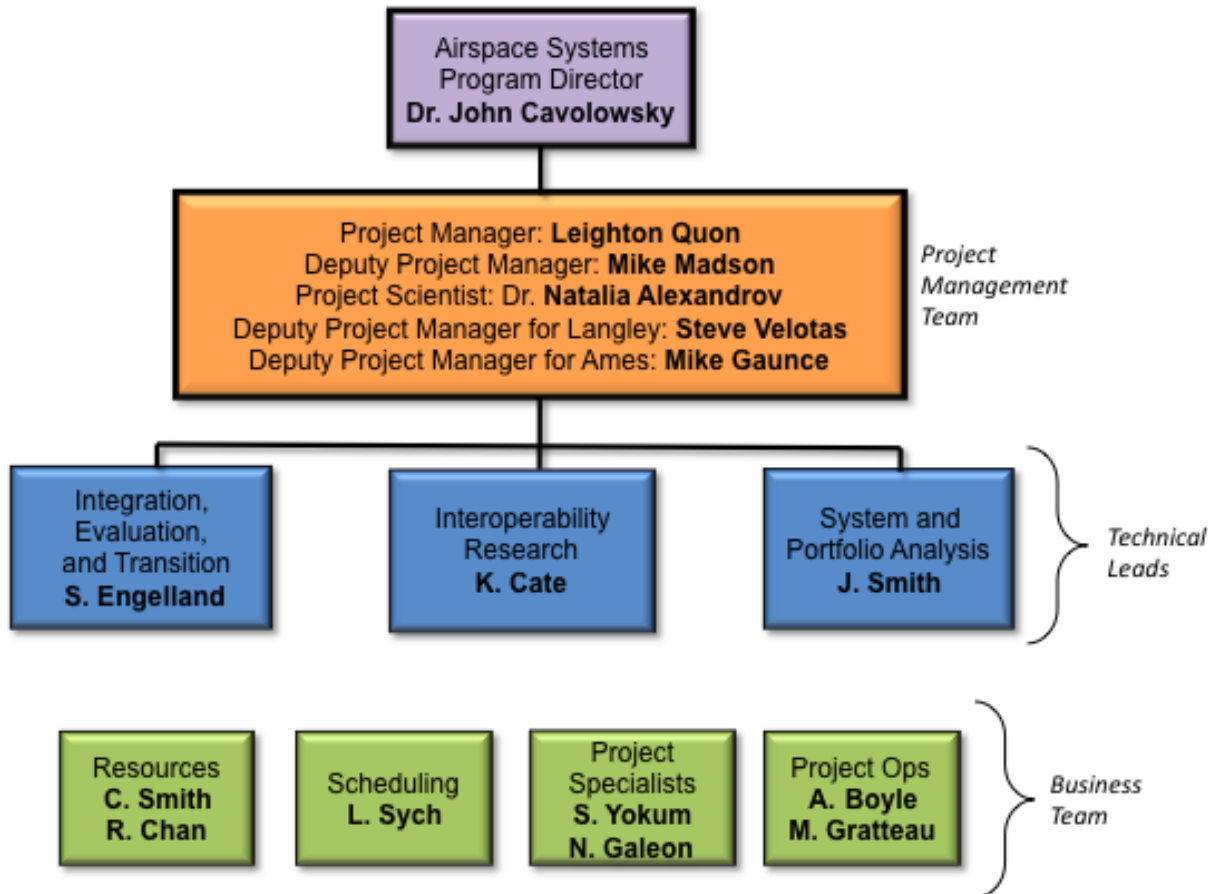 Airspace Systems
Program Director
Dr. John Cavolowsky
Project Manager: Leighton Quon
Deputy Project Manager: Mike Madson
Project Scientist: Dr. Natalia Alexandrov
Deputy Project Manager for Langley: Steve Velotas
Deputy Project Manager for Ames: Mike Gaunce
Project
Management
Team
Integration,
Evaluation,
and Transition
S. Engelland
Interoperability
Research
K. Cate
System and
Portfolio Analysis
J. Smith
Technical
Leads
Resources
C. Smith
R. Chan
Scheduling
L. Sych
Project
Specialists
S. Yokum
N. Galeon
Project Ops
A. Boyle
M. Gratteau
Business
Team